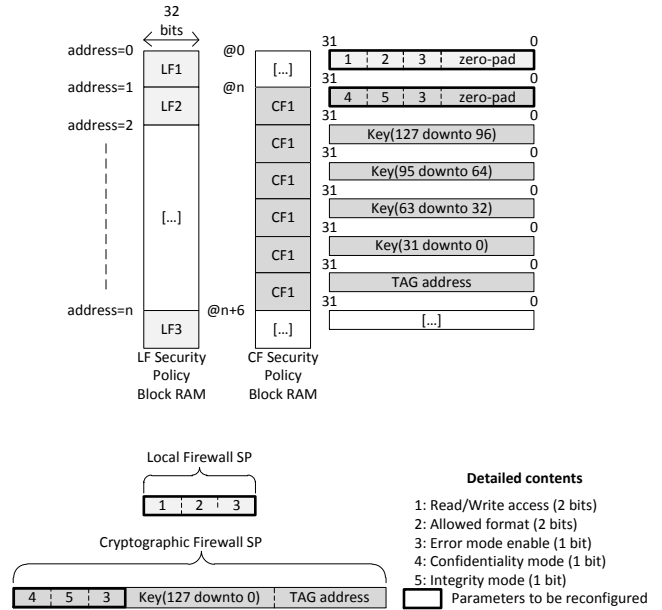 32
bits
address=0
address=1
address=2
address=n
LF1
LF2
[...]
LF3
LF Security
Policy
Block RAM
@0
@n
@n+6
[...]
CF1
CF1
CF1
CF1
CF1
CF1
[...]
CF Security
Policy
Block RAM
31 0
1 2 3 zero-pad
31 0
4 5 3 zero-pad
31 0
Key(127 downto 96)
31 0
Key(95 downto 64)
31 0
Key(63 downto 32)
31 0
Key(31 downto 0)
31 0
TAG address
31 0
[...]
Local Firewall SP
1 2 3
Cryptographic Firewall SP
4 5 3 Key(127 downto 0) TAG address
Detailed contents
1: Read/Write access (2 bits)
2: Allowed format (2 bits)
3: Error mode enable (1 bit)
4: Confidentiality mode (1 bit)
5: Integrity mode (1 bit)
Parameters to be reconfigured